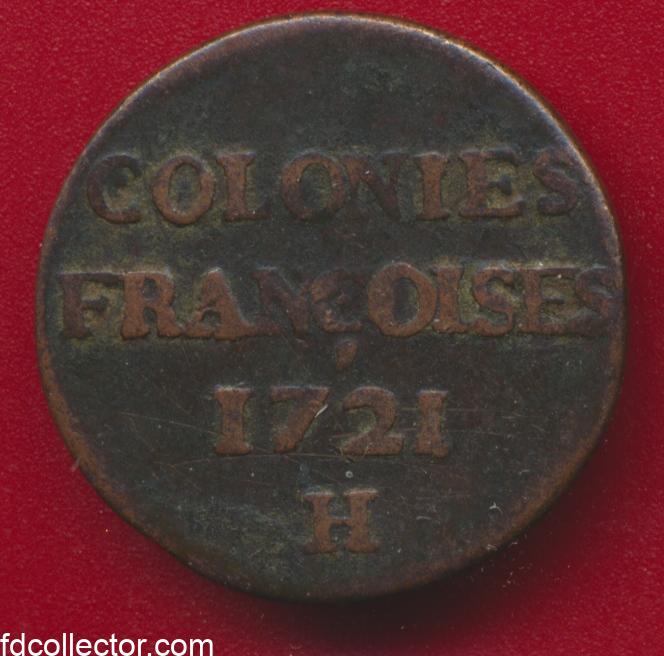 COLONIES
FRANÇOISES
1721
H
fdcollector.com